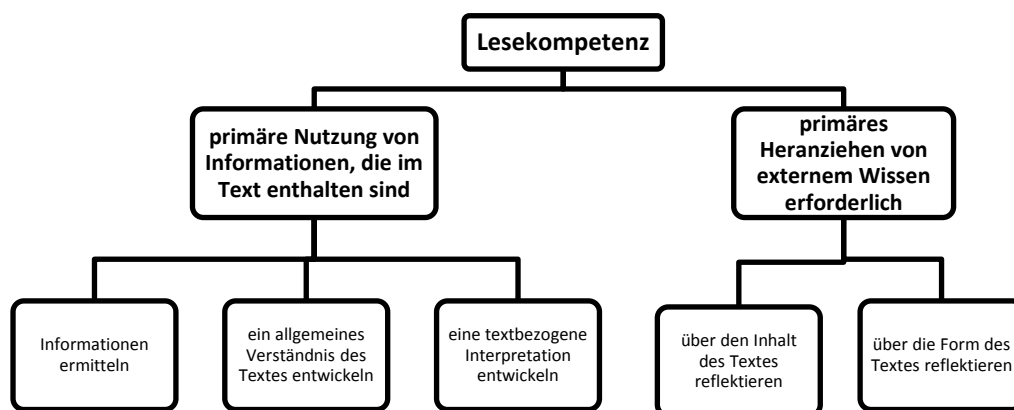 Lesekompetenz
primäre Nutzung von
Informationen, die im
Text enthalten sind
primäres
Heranziehen von
externem Wissen
erforderlich
Informationen
ermitteln
ein allgemeines
Verständnis des
Textes entwickeln
eine textbezogene
Interpretation
entwickeln
über den Inhalt
des Textes
reflektieren
über die Form des
Textes reflektieren